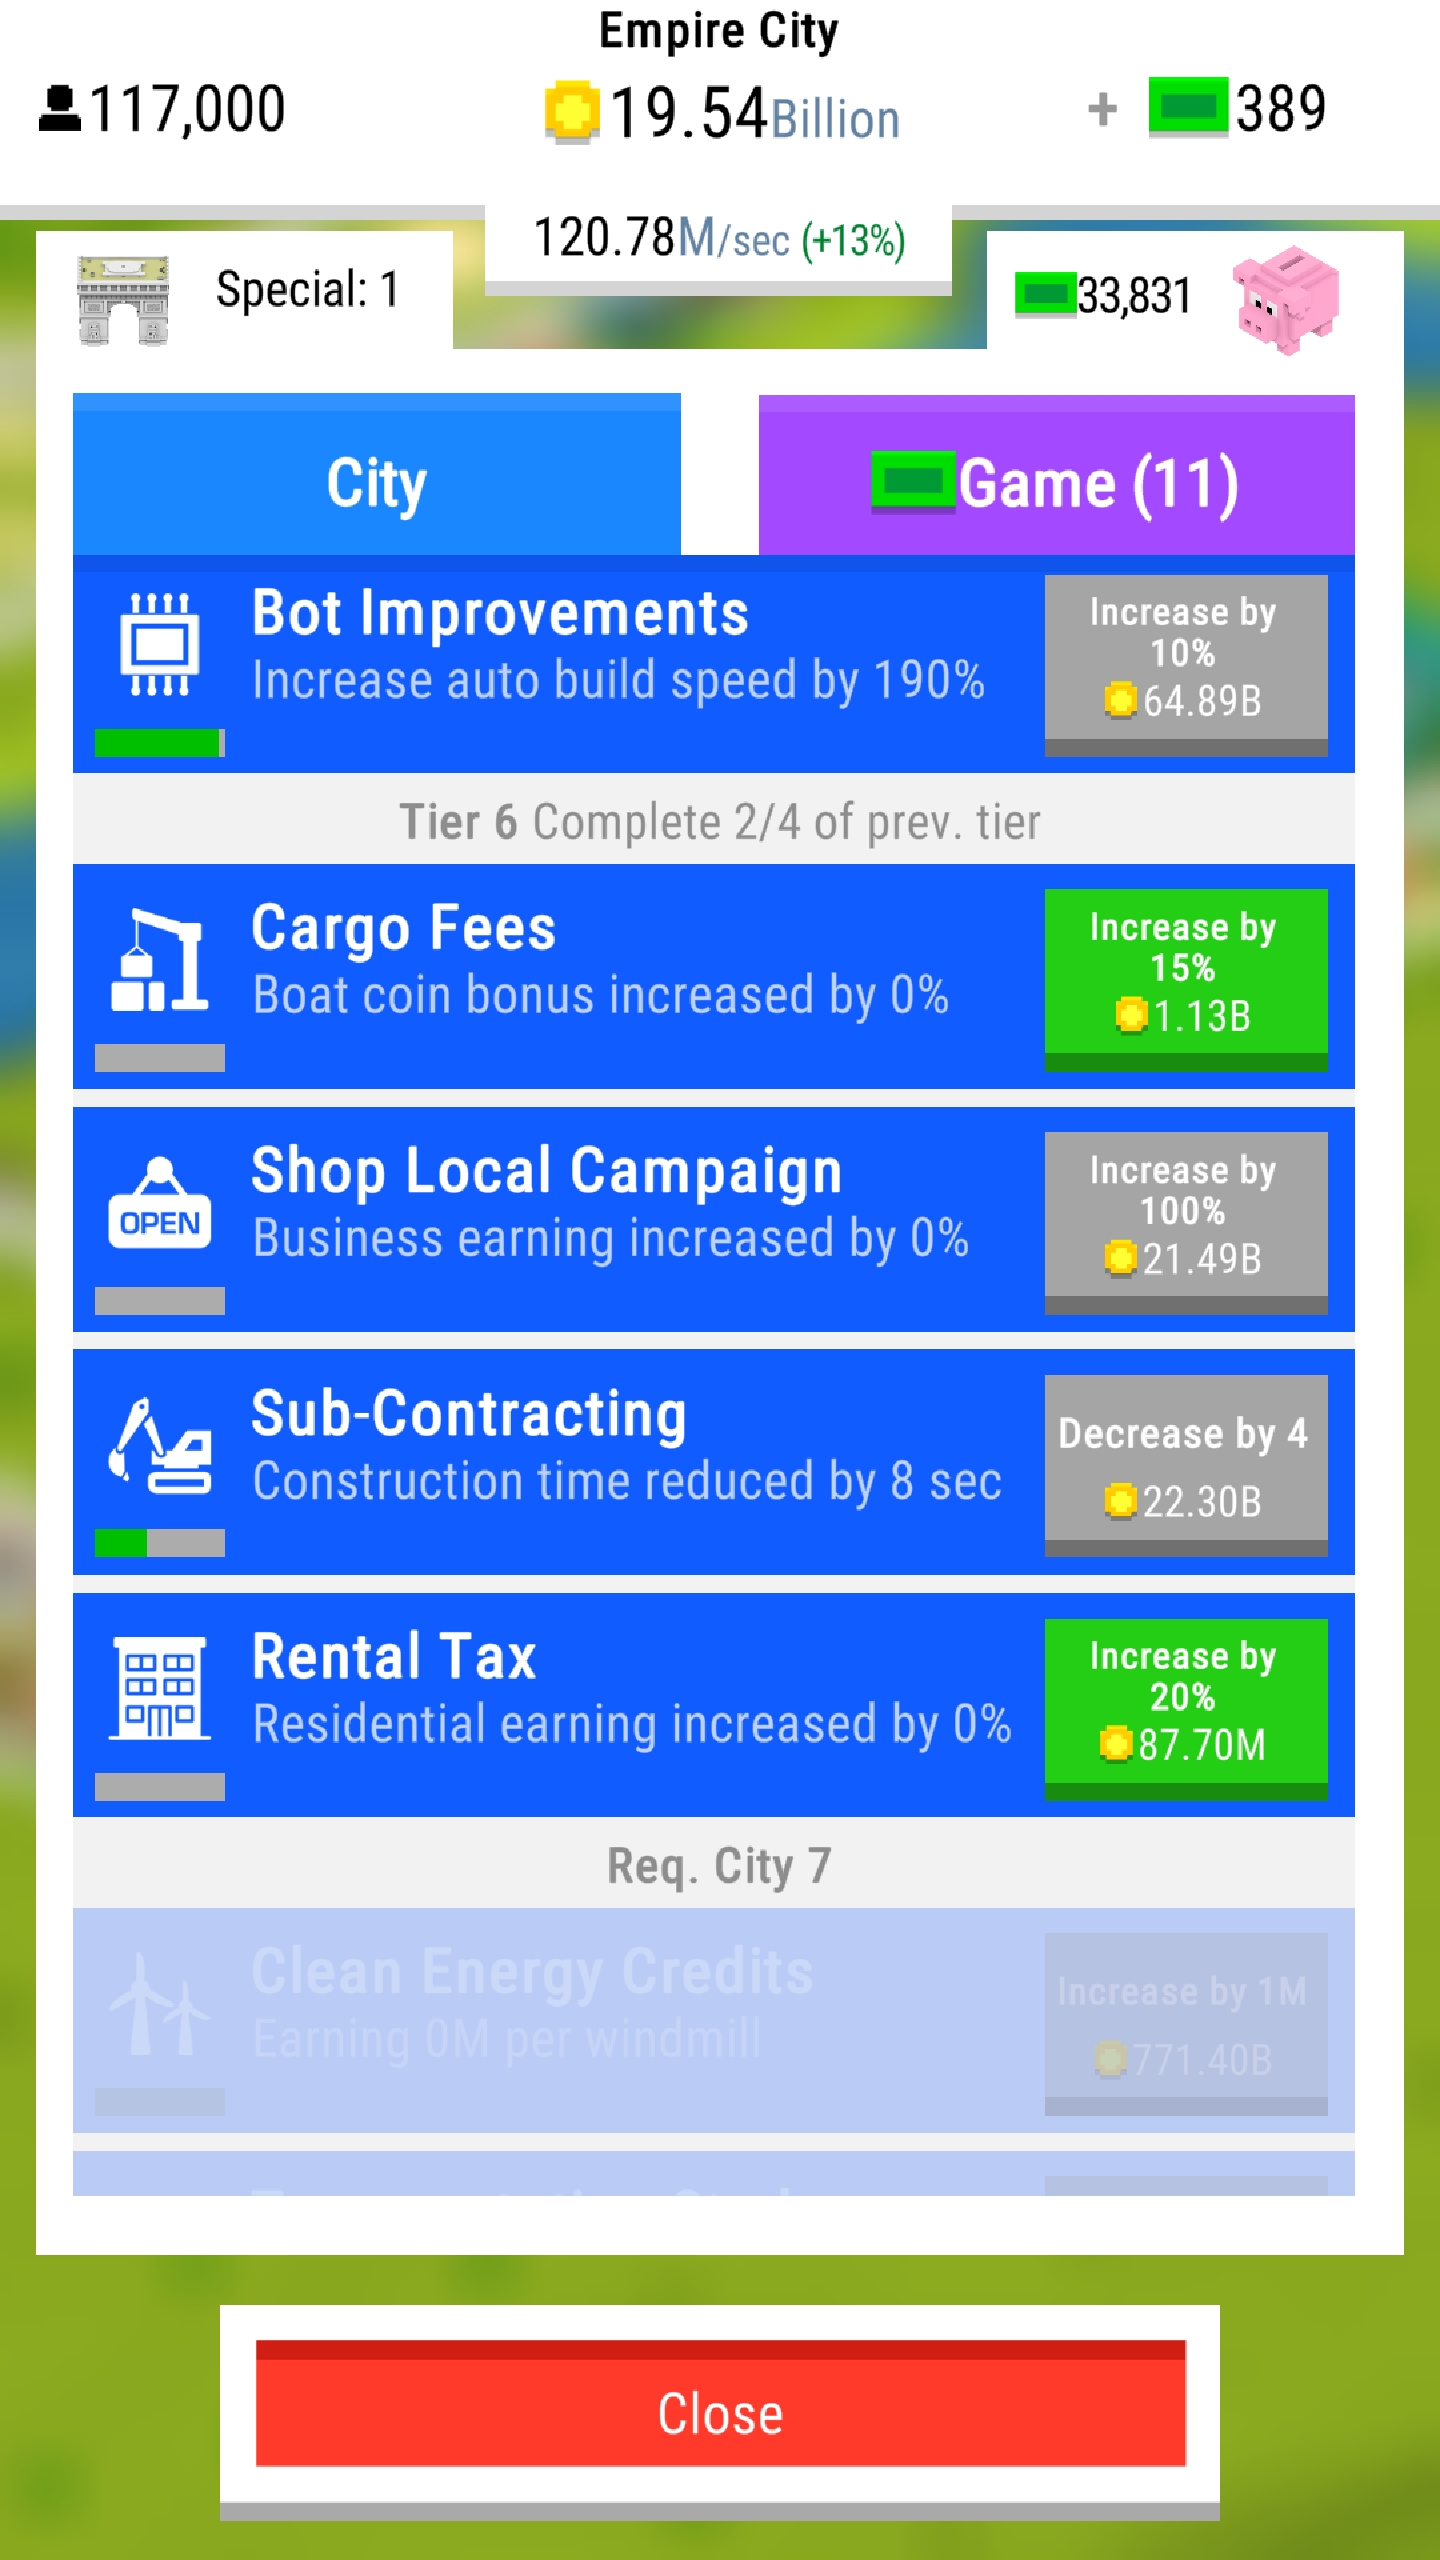 Empire City
117,000
19.54Billion
+ 389
120.78M/sec (+13%)
Special: 1
33,831
City
Game (11)
Bot Improvements
Increase auto build speed by 190%
Increase by
10%
64.89B
Tier 6 Complete 2/4 of prev. tier
Cargo Fees
Boat coin bonus increased by 0%
Increase by
15%
1.13B
OPEN
Shop Local Campaign
Business earning increased by 0%
Increase by
100%
21.49B
Sub-Contracting
Construction time reduced by 8 sec
Decrease by 4
22.30B
Rental Tax
Residential earning increased by 0%
Increase by
20%
87.70M
Req. City 7
Clean Energy Credits
Earning 0M per windmill
Increase by 1M
771.40B
Close